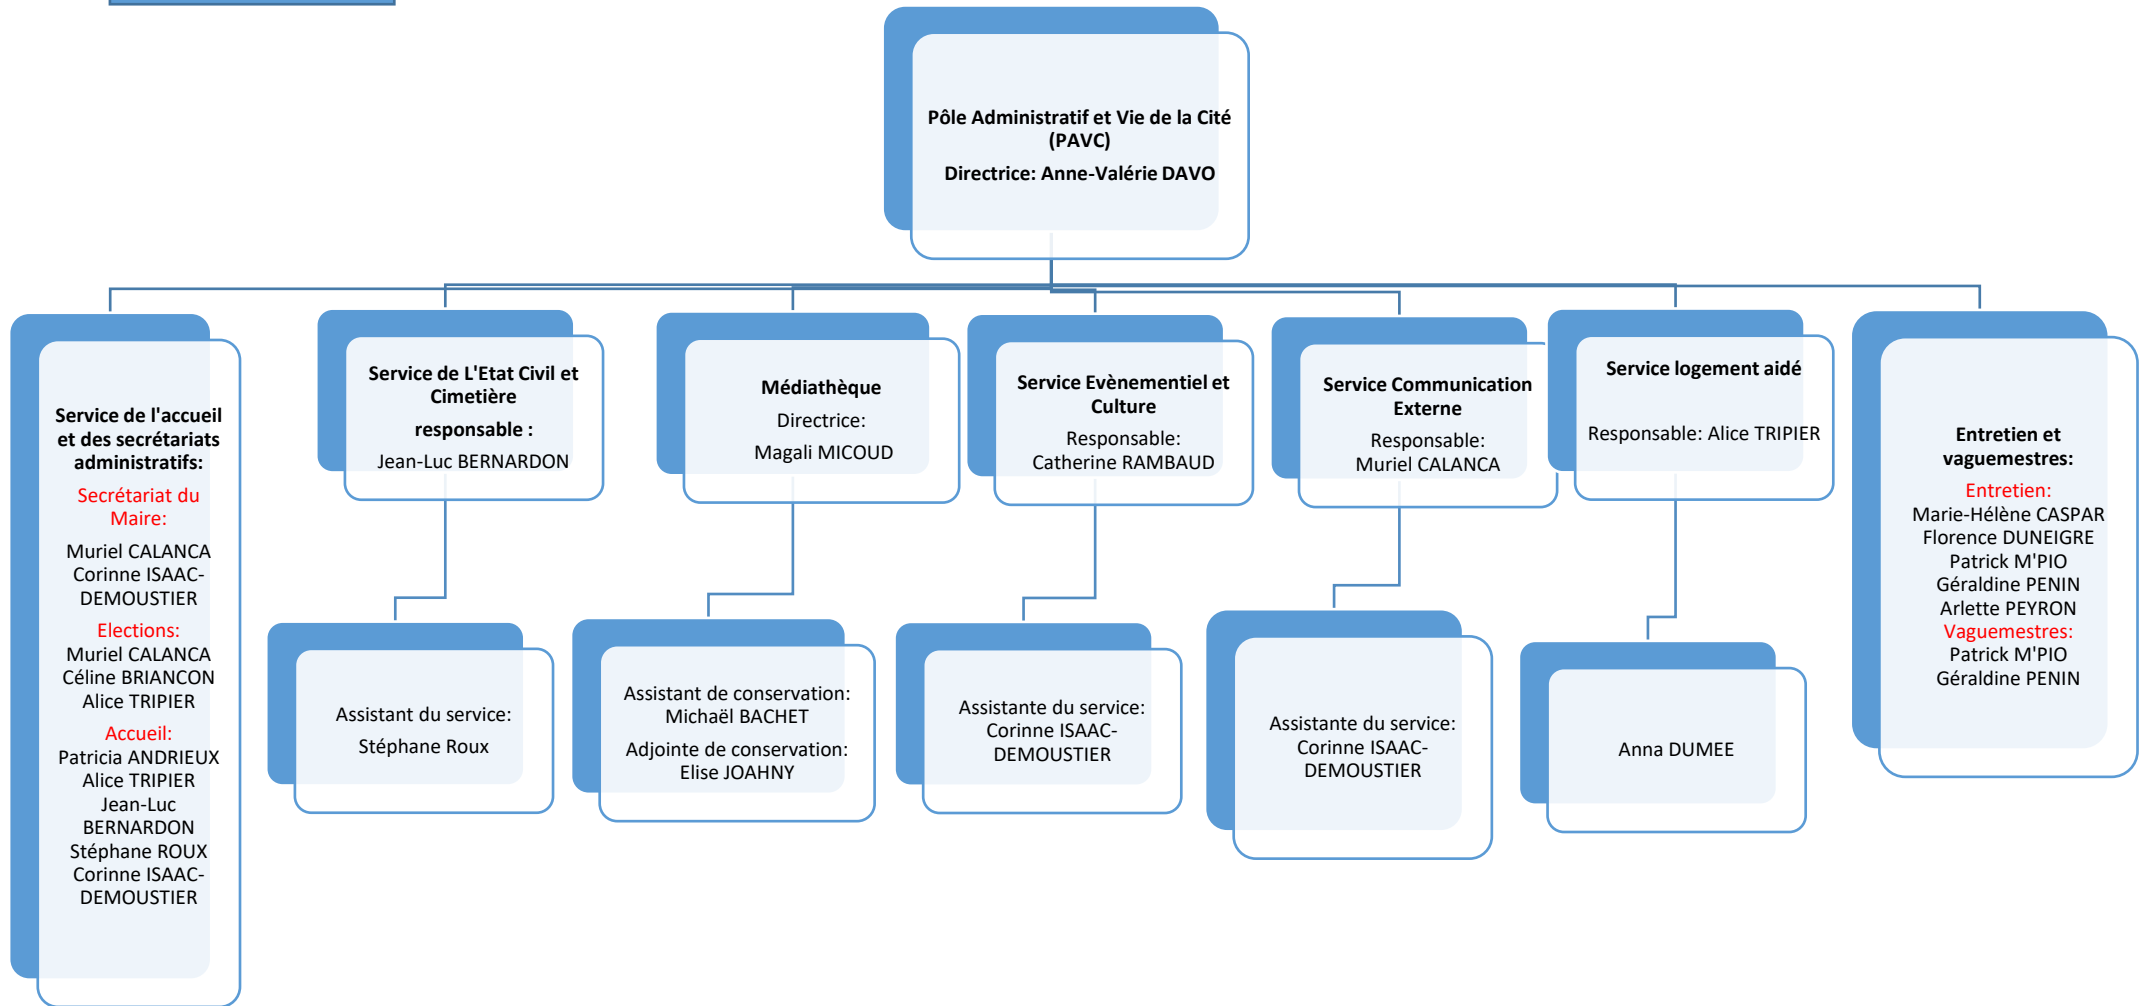 Pôle Administratif et Vie de la Cité
(PAVC)
Directrice: Anne-Valérie DAVO
Service de l'accueil
et des secrétariats
administratifs:
Secrétariat du
Maire:
Muriel CALANCA
Corinne ISAAC-
DEMOUSTIER
Elections:
Muriel CALANCA
Céline BRIANCON
Alice TRIPIER
Accueil:
Patricia ANDRIEUX
Alice TRIPIER
Jean-Luc
BERNARDON
Stéphane ROUX
Corinne ISAAC-
DEMOUSTIER
Service de L'Etat Civil et
Cimetière
responsable :
Jean-Luc BERNARDON
Assistant du service:
Stéphane Roux
Médiathèque
Directrice:
Magali MICOUD
Assistant de conservation:
Michaël BACHET
Adjointe de conservation:
Elise JOAHNY
Service Evènementiel et
Culture
Responsable:
Catherine RAMBAUD
Assistante du service:
Corinne ISAAC-
DEMOUSTIER
Service Communication
Externe
Responsable:
Muriel CALANCA
Assistante du service:
Corinne ISAAC-
DEMOUSTIER
Service logement aidé
Responsable: Alice TRIPIER
Anna DUMEE
Entretien et
vaguemestres:
Entretien:
Marie-Hélène CASPAR
Florence DUNEIGRE
Patrick M'PIO
Géraldine PENIN
Arlette PEYRON
Vaguemestres:
Patrick M'PIO
Géraldine PENIN